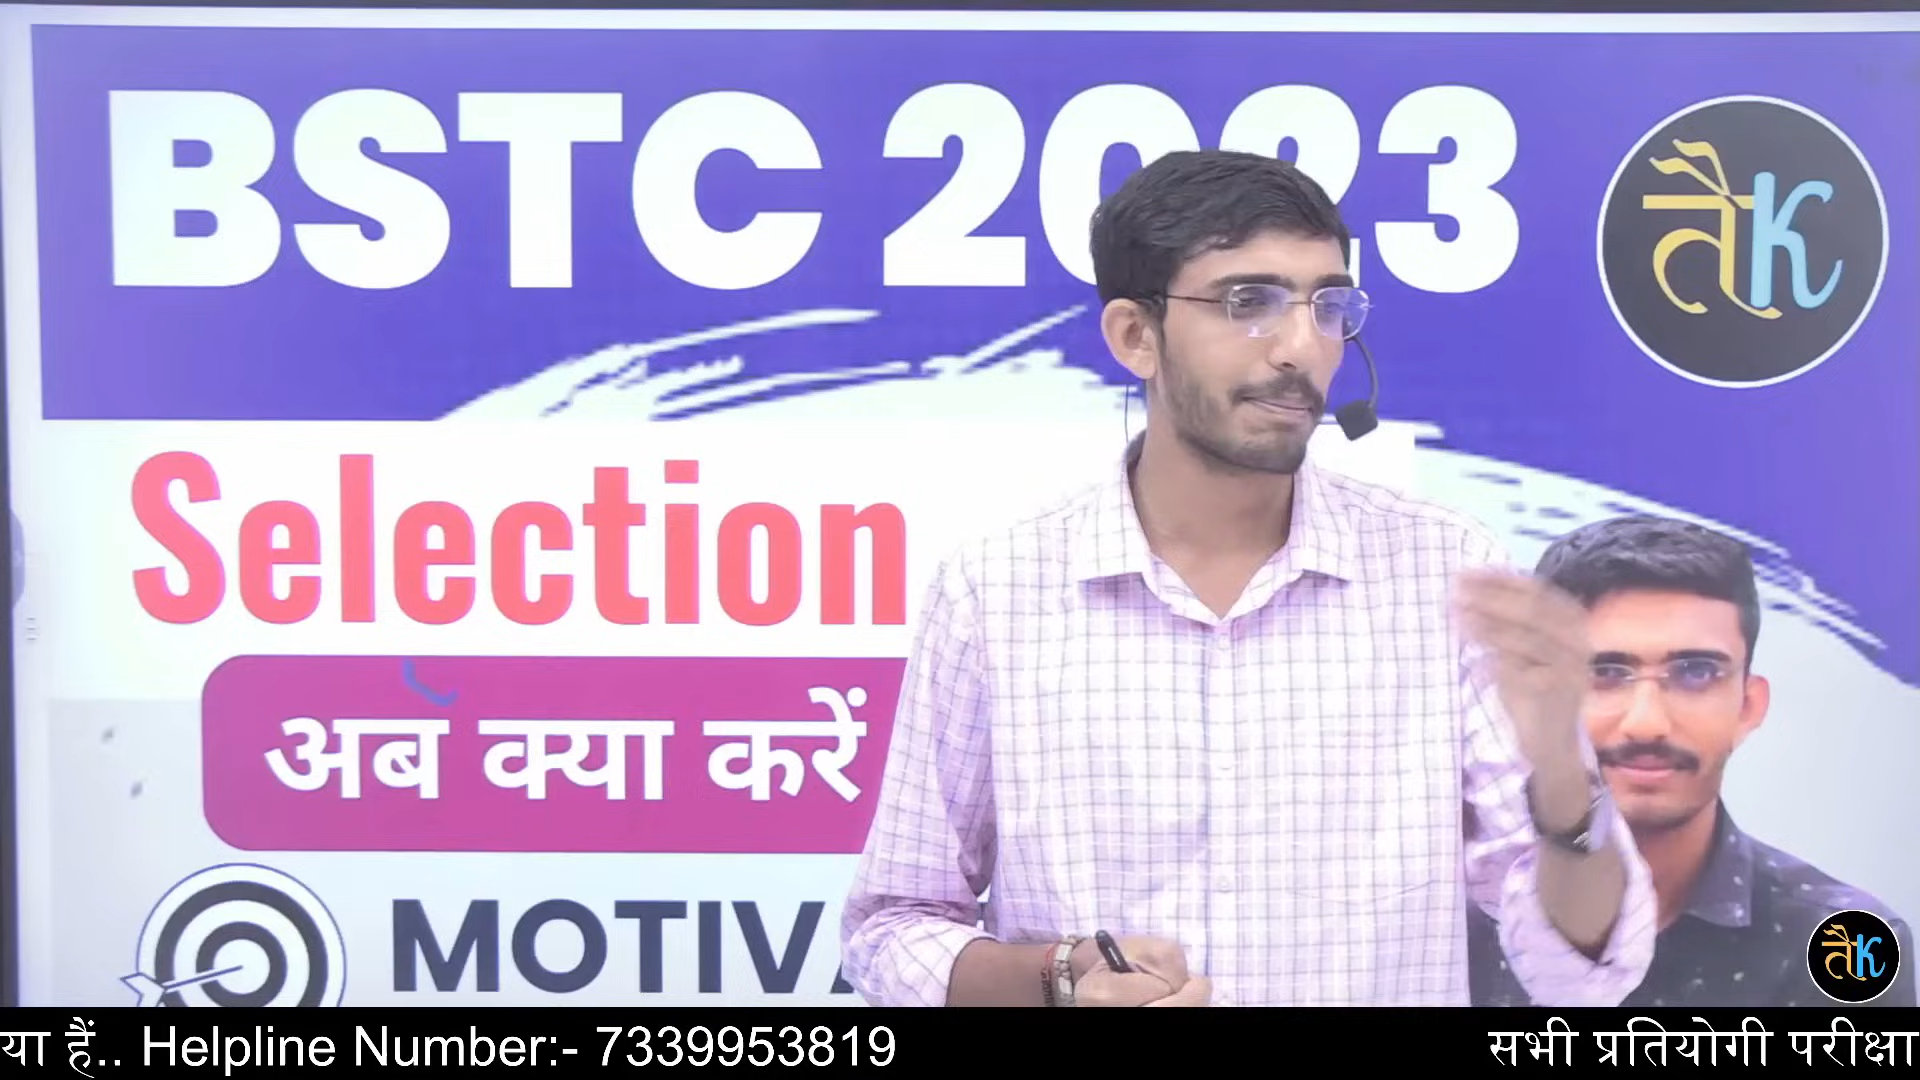 BSTC 2023
तैK
Selection
अब क्या करें
MOTIVA
तैK
या हैं.. Helpline Number:- 7339953819
सभी प्रतियोगी परीक्षा